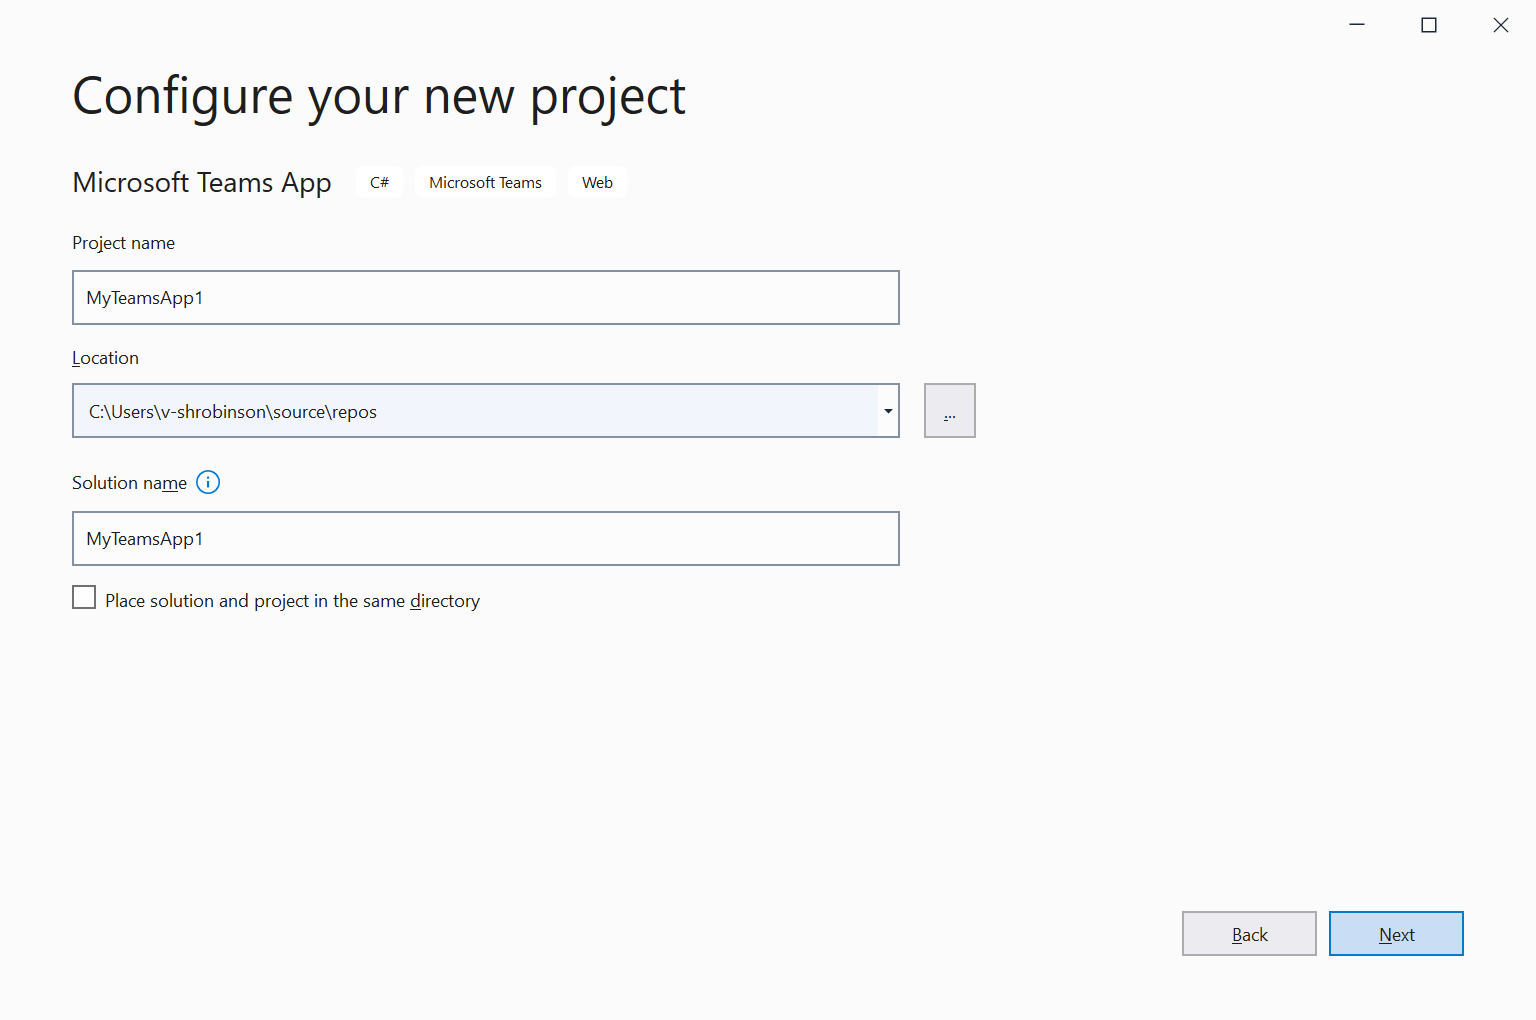 Configure your new project
Microsoft Teams App C# Microsoft Teams Web
Project name
MyTeamsApp1
Location
C:\Users\v-shrobinson\source\repos
...
Solution name
MyTeamsApp1
Place solution and project in the same directory
Back Next